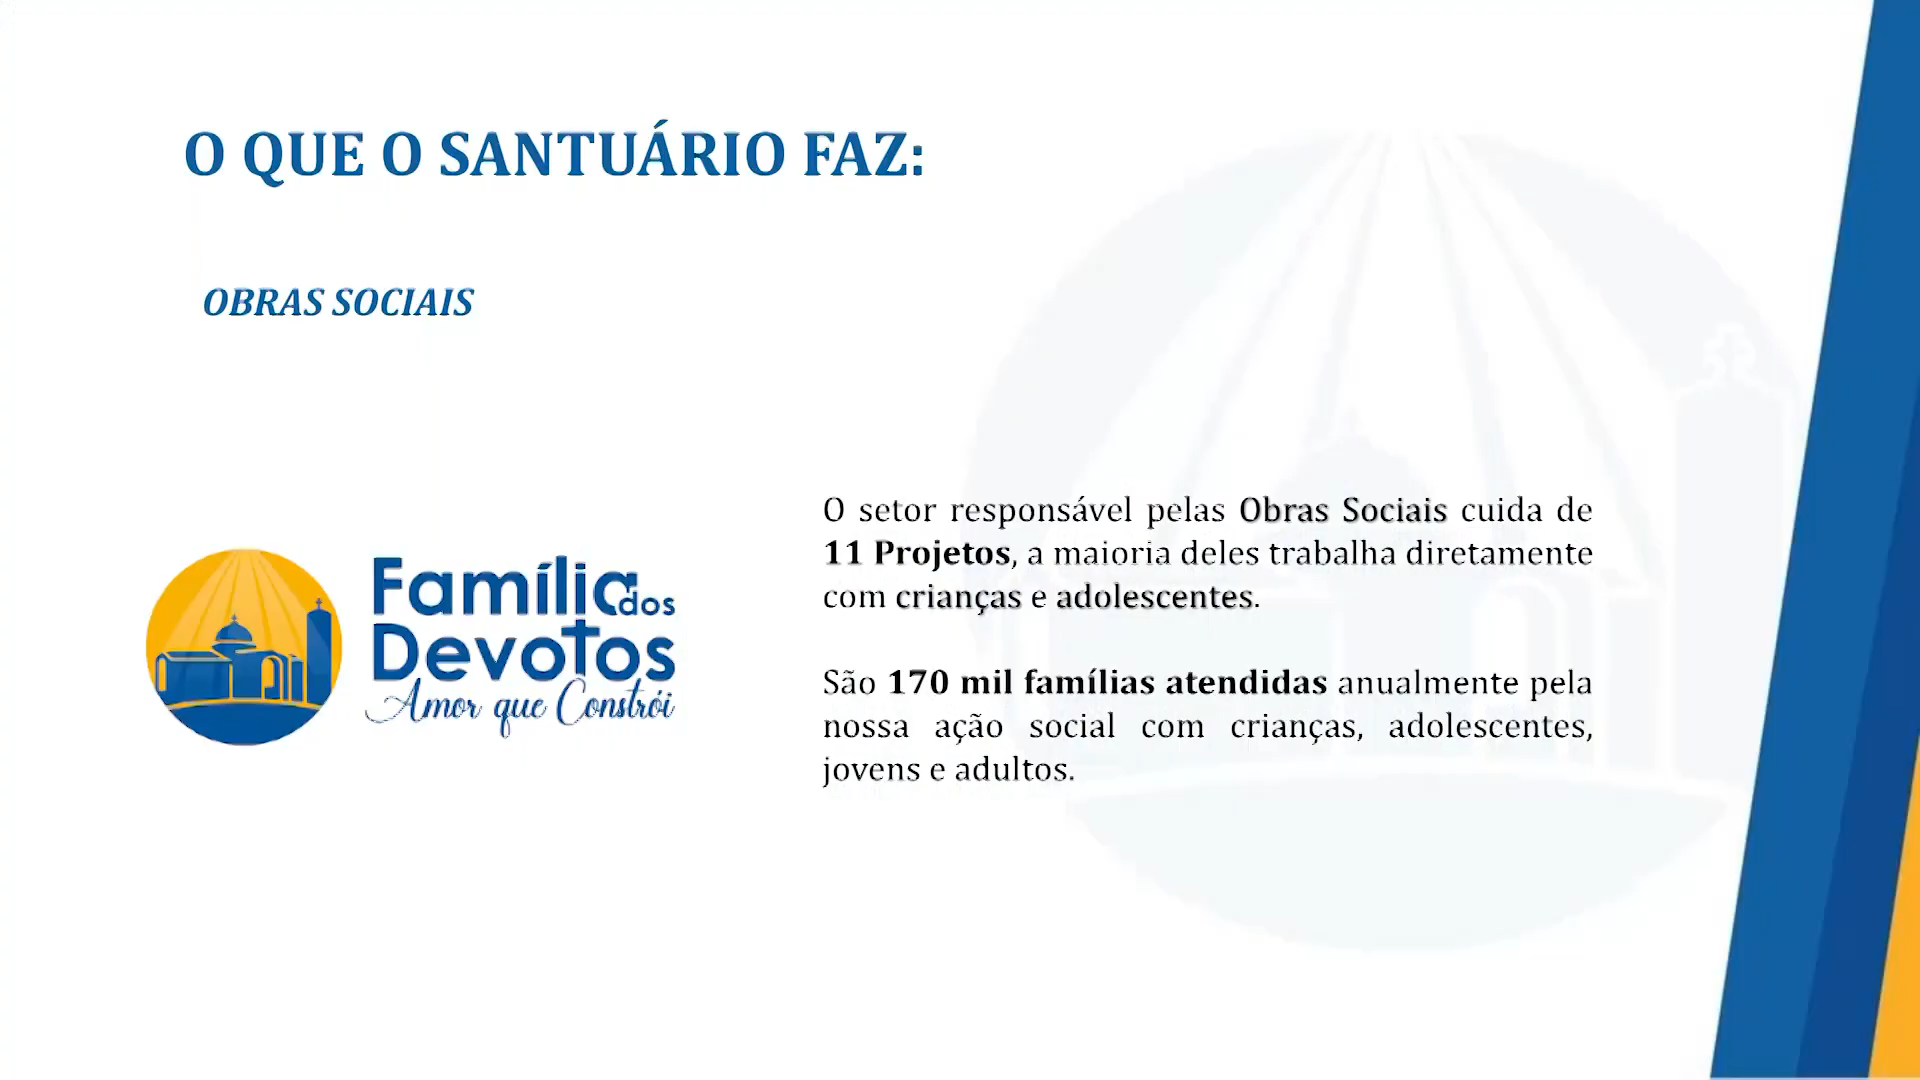 O QUE O SANTUÁRIO FAZ:
OBRAS SOCIAIS
Família dos
Devotos
Amor que Constrói
O setor responsável pelas Obras Sociais cuida de
11 Projetos, a maioria deles trabalha diretamente
com crianças e adolescentes.
São 170 mil famílias atendidas anualmente pela
nossa ação social com crianças, adolescentes,
jovens e adultos.